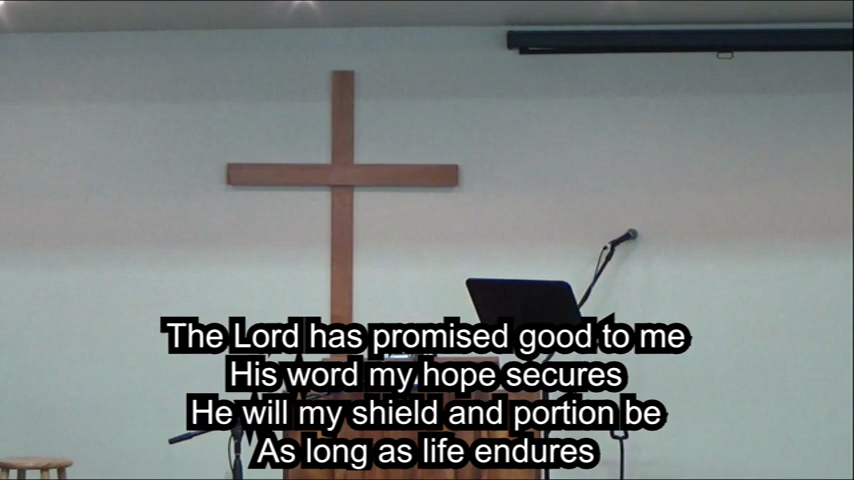 The Lord has promised good to me
His word my hope secures
He will my shield and portion be
As long as life endures